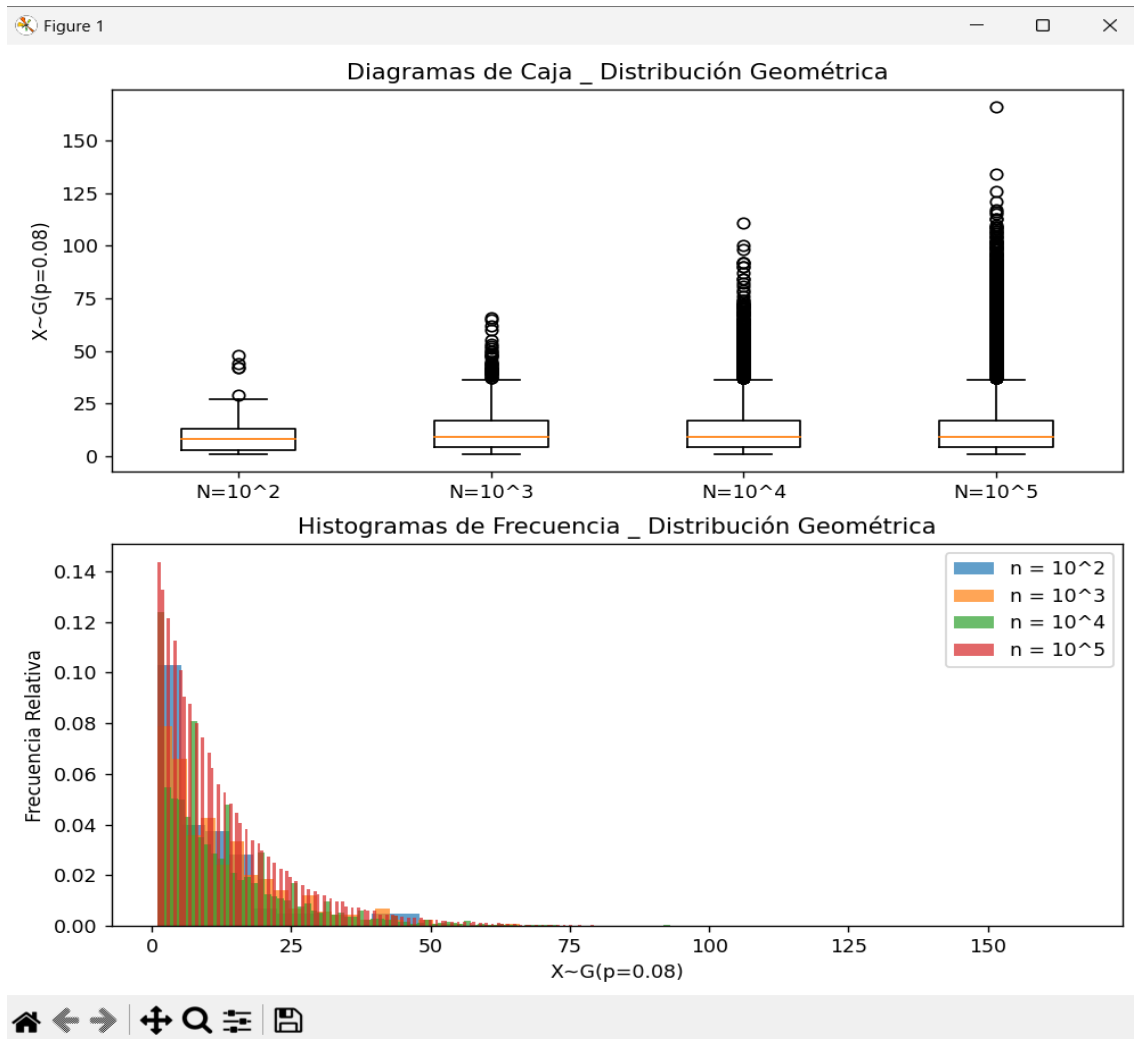 Figure 1
Diagramas de Caja _ Distribución Geométrica
X~G(p=0.08)
150
125
100
75
50
25
0
N=10^2 N=10^3 N=10^4 N=10^5
Histogramas de Frecuencia _ Distribución Geométrica
Frecuencia Relativa
0.14
0.12
0.10
0.08
0.06
0.04
0.02
0.00
n = 10^2
n = 10^3
n = 10^4
n = 10^5
0 25 50 75 100 125 150
X~G(p=0.08)